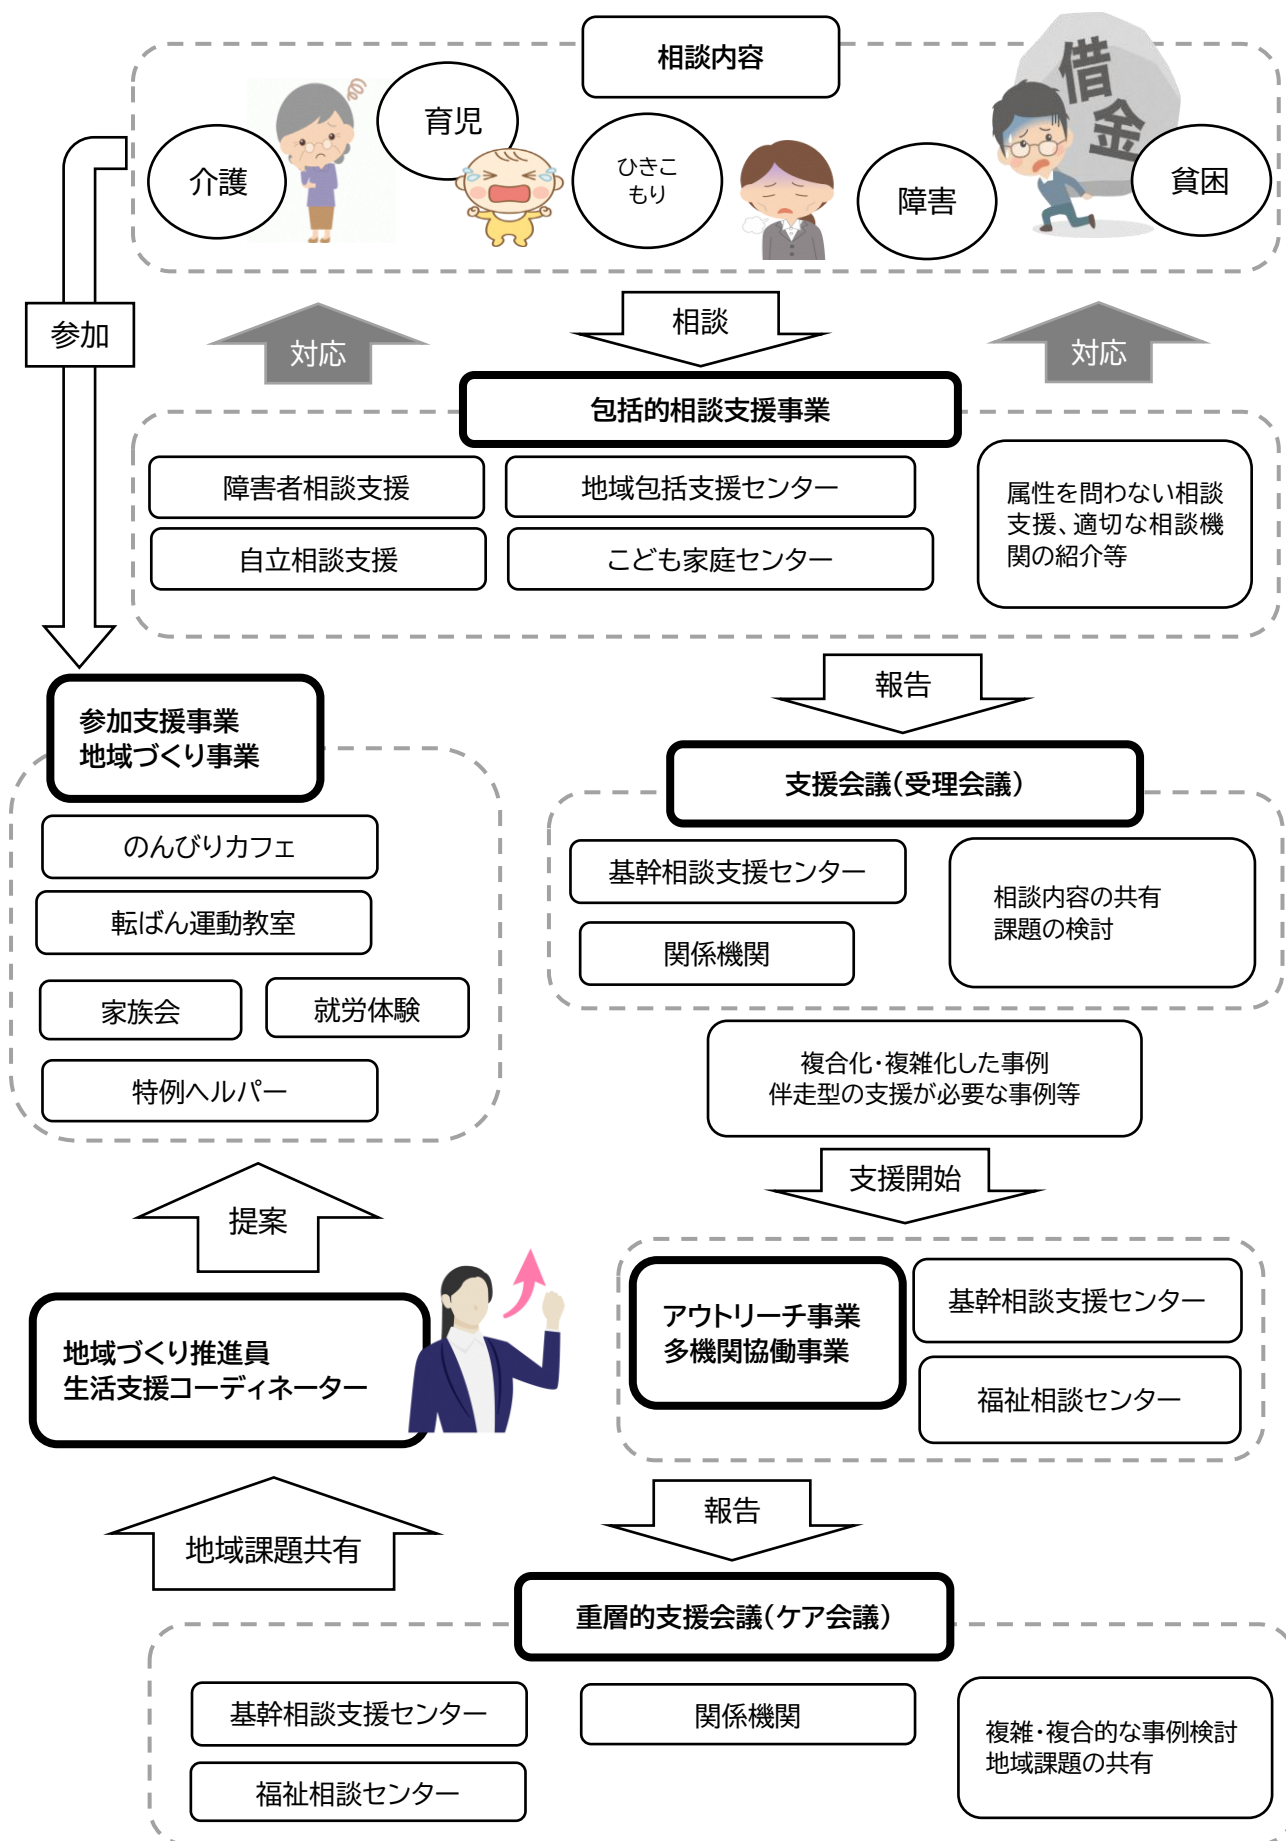 相談内容
介護
育児
ひきこ
もり
障害
借金
貧困
参加
対応
相談
対応
包括的相談支援事業
障害者相談支援
地域包括支援センター
自立相談支援
こども家庭センター
属性を問わない相談
支援、適切な相談機
関の紹介等
報告
参加支援事業
地域づくり事業
のんびりカフェ
転ばん運動教室
家族会
就労体験
特例ヘルパー
支援会議(受理会議)
基幹相談支援センター
関係機関
相談内容の共有
課題の検討
複合化・複雑化した事例
伴走型の支援が必要な事例等
支援開始
提案
地域づくり推進員
生活支援コーディネーター
アウトリーチ事業
多機関協働事業
基幹相談支援センター
福祉相談センター
地域課題共有
報告
重層的支援会議(ケア会議)
基幹相談支援センター
関係機関
福祉相談センター
複雑・複合的な事例検討
地域課題の共有